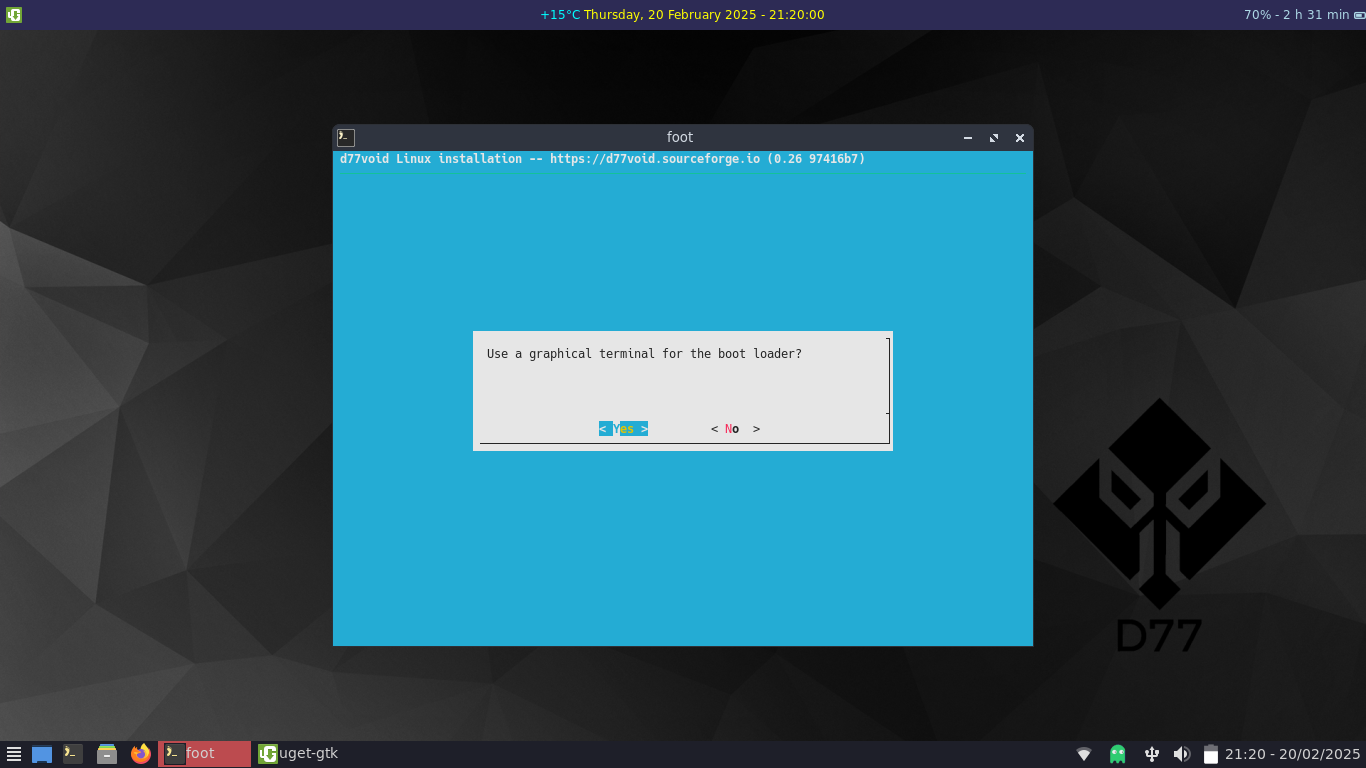 +15°C Thursday, 20 February 2025 - 21:20:00
70% - 2 h 31 min
foot
d77void Linux installation -- https://d77void.sourceforge.io (0.26 97416b7)
Use a graphical terminal for the boot loader?
< Yes > < No >
D77
foot
uget-gtk
21:20 - 20/02/2025